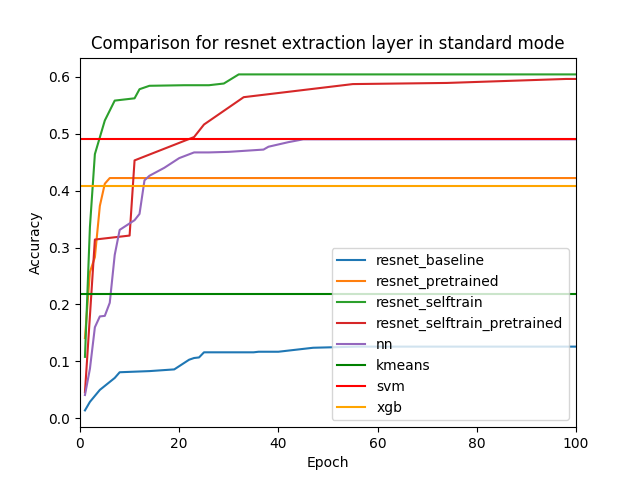 Comparison for resnet extraction layer in standard mode
Accuracy
0.6
0.5
0.4
0.3
0.2
0.1
0.0
resnet_baseline
resnet_pretrained
resnet_selftrain
resnet_selftrain_pretrained
nn
kmeans
svm
xgb
0 20 40 60 80 100
Epoch